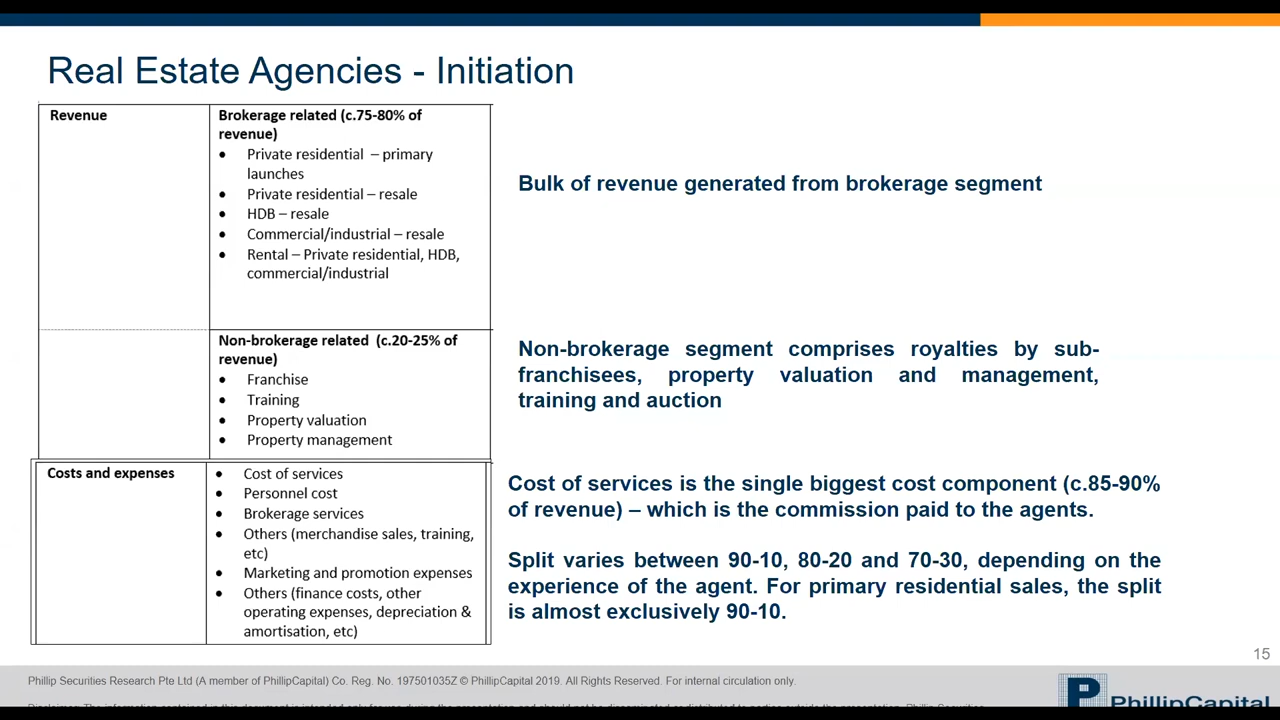 Real Estate Agencies - Initiation
Revenue
Brokerage related (c.75-80% of
revenue)
• Private residential – primary
launches
• Private residential – resale
• HDB – resale
• Commercial/industrial – resale
• Rental – Private residential, HDB,
commercial/industrial
Bulk of revenue generated from brokerage segment
Non-brokerage related (c.20-25% of
revenue)
• Franchise
• Training
• Property valuation
• Property management
Non-brokerage segment comprises royalties by sub-
franchisees, property valuation and management,
training and auction
Costs and expenses
• Cost of services
• Personnel cost
• Brokerage services
• Others (merchandise sales, training,
etc)
• Marketing and promotion expenses
• Others (finance costs, other
operating expenses, depreciation &
amortisation, etc)
Cost of services is the single biggest cost component (c.85-90%
of revenue) – which is the commission paid to the agents.
Split varies between 90-10, 80-20 and 70-30, depending on the
experience of the agent. For primary residential sales, the split
is almost exclusively 90-10.
15
Phillip Securities Research Pte Ltd (A member of PhillipCapital) Co. Reg. No. 197501035Z © PhillipCapital 2019. All Rights Reserved. For internal circulation only.
PhillipCapital